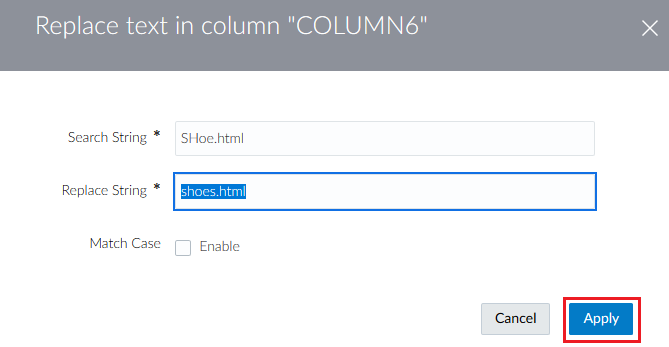 Replace text in column "COLUMN6"
Search String *
SHoe.html
Replace String *
shoes.html
Match Case
Enable
Cancel
Apply